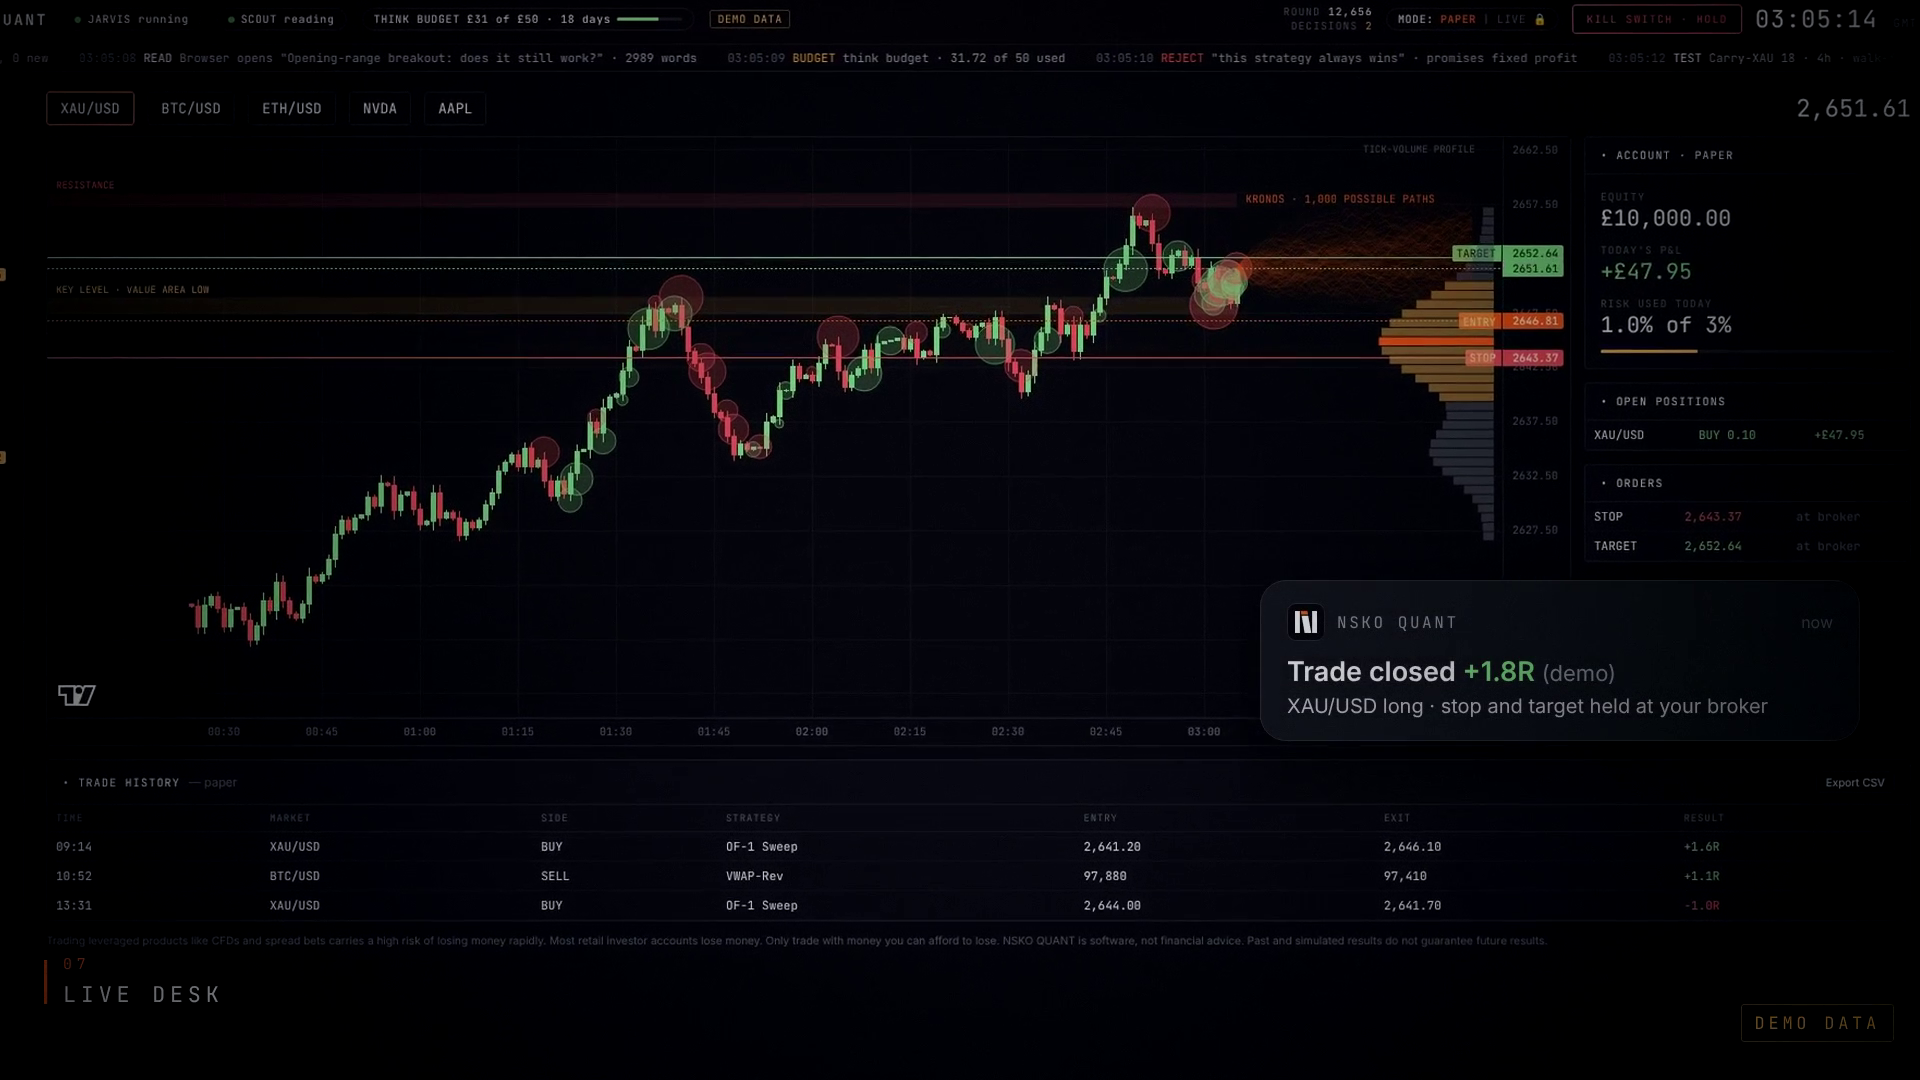 UANT
JARVIS running
SCOUT reading
THINK BUDGET £31 of £50 · 18 days
DEMO DATA
ROUND 12,656
DECISIONS 2
MODE: PAPER | LIVE
KILL SWITCH · HOLD
03:05:14
0 new
03:05:08 READ Browser opens "Opening-range breakout: does it still work?" · 2989 words
03:05:09 BUDGET think budget · 31.72 of 50 used
03:05:10 REJECT "this strategy always wins" · promises fixed profit
03:05:12 TEST Carry-XAU 18 · 4h · walk
XAU/USD
BTC/USD
ETH/USD
NVDA
AAPL
2,651.61
TICK-VOLUME PROFILE
2662.50
RESISTANCE
KRONOS · 1,000 POSSIBLE PATHS
2657.50
TARGET 2652.64
2651.61
KEY LEVEL · VALUE AREA LOW
ENTRY 2646.81
STOP 2643.37
2642.50
2637.50
2632.50
2627.50
• ACCOUNT · PAPER
EQUITY
£10,000.00
TODAY'S P&L
+£47.95
RISK USED TODAY
1.0% of 3%
• OPEN POSITIONS
XAU/USD BUY 0.10 +£47.95
• ORDERS
STOP 2,643.37 at broker
TARGET 2,652.64 at broker
NSKO QUANT now
Trade closed +1.8R (demo)
XAU/USD long · stop and target held at your broker
00:30 00:45 01:00 01:15 01:30 01:45 02:00 02:15 02:30 02:45 03:00
• TRADE HISTORY — paper
Export CSV
TIME MARKET SIDE STRATEGY ENTRY EXIT RESULT
09:14 XAU/USD BUY OF-1 Sweep 2,641.20 2,646.10 +1.6R
10:52 BTC/USD SELL VWAP-Rev 97,880 97,410 +1.1R
13:31 XAU/USD BUY OF-1 Sweep 2,644.00 2,641.70 -1.0R
Trading leveraged products like CFDs and spread bets carries a high risk of losing money rapidly. Most retail investor accounts lose money. Only trade with money you can afford to lose. NSKO QUANT is software, not financial advice. Past and simulated results do not guarantee future results.
07
LIVE DESK
DEMO DATA